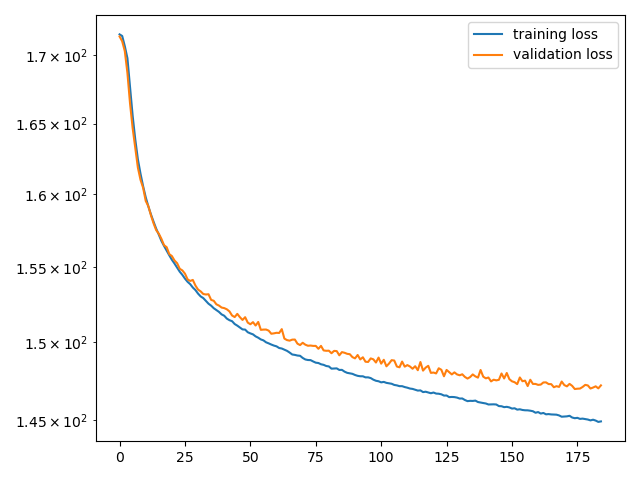 training loss
validation loss
1.7 × 10²
1.65 × 10²
1.6 × 10²
1.55 × 10²
1.5 × 10²
1.45 × 10²
0 25 50 75 100 125 150 175